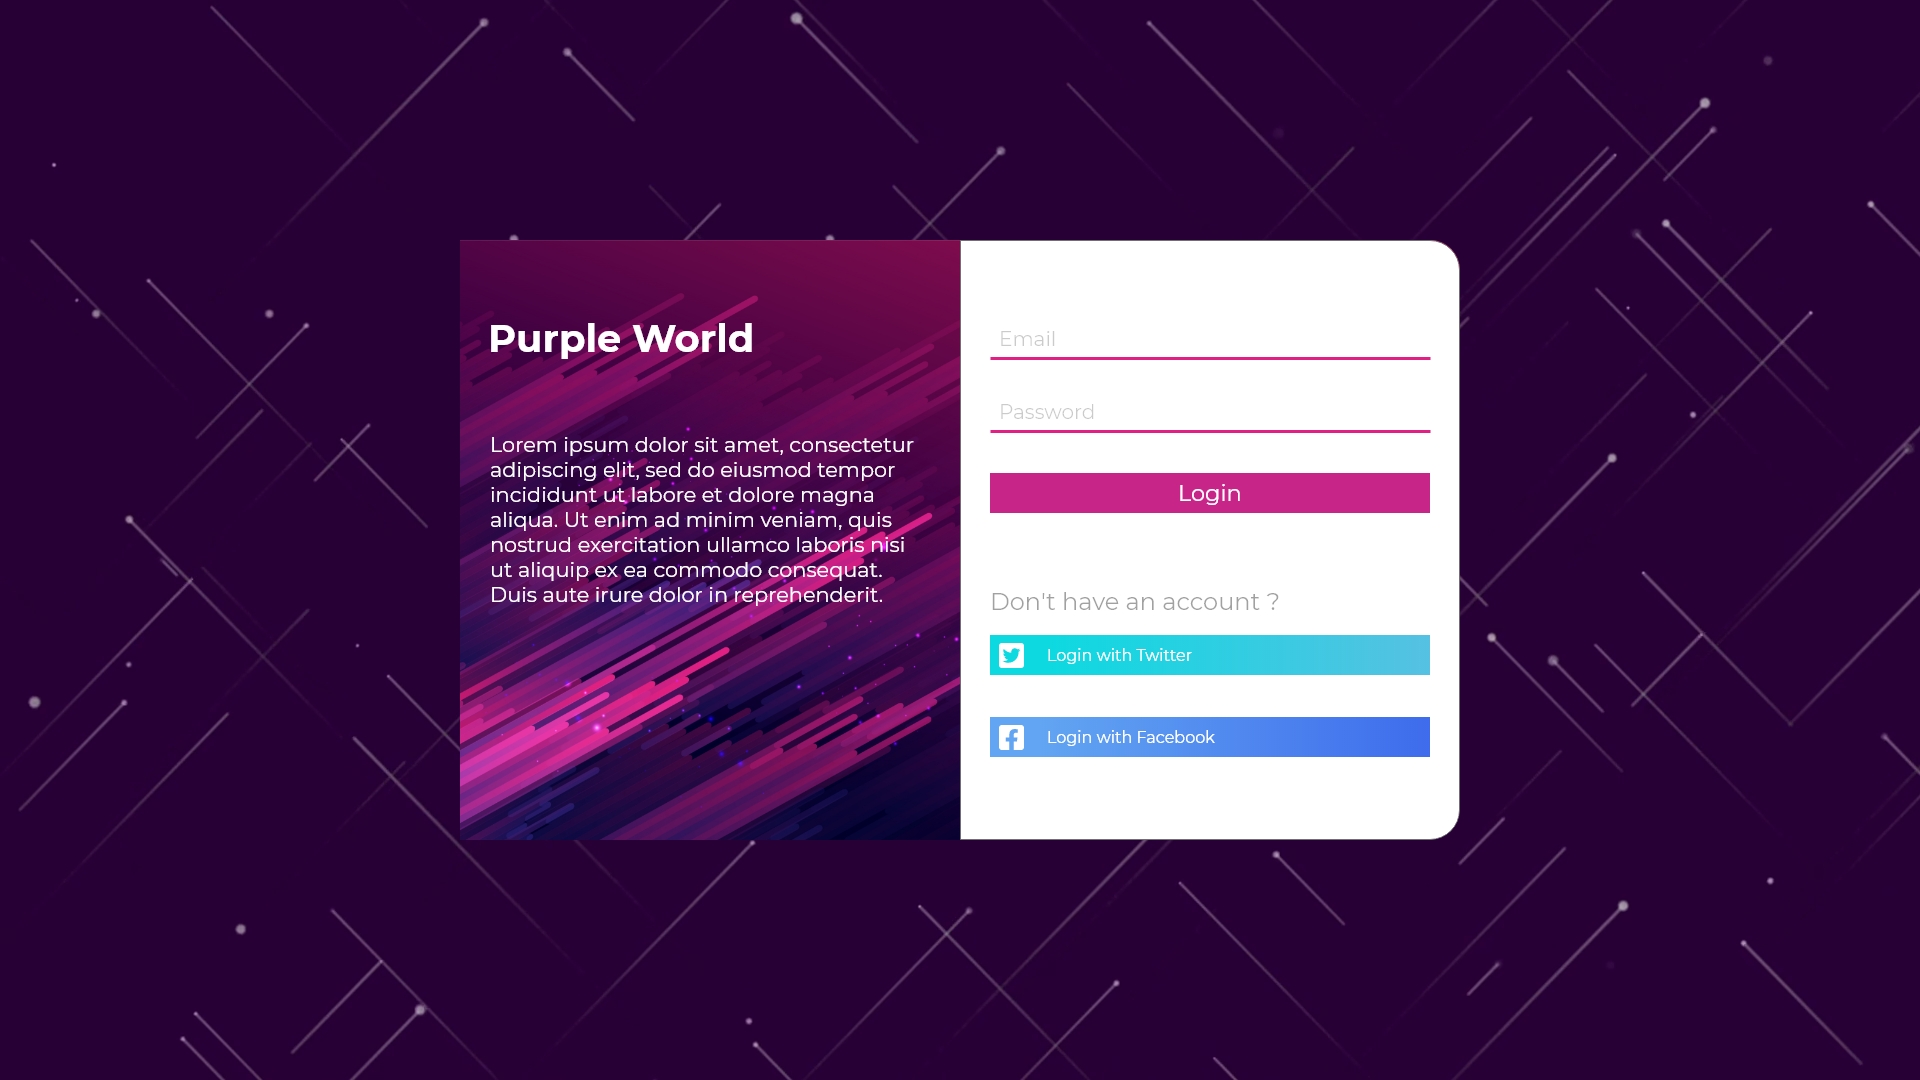 Purple World
Lorem ipsum dolor sit amet, consectetur
adipiscing elit, sed do eiusmod tempor
incididunt ut labore et dolore magna
aliqua. Ut enim ad minim veniam, quis
nostrud exercitation ullamco laboris nisi
ut aliquip ex ea commodo consequat.
Duis aute irure dolor in reprehenderit.
Email
Password
Login
Don't have an account ?
Login with Twitter
Login with Facebook